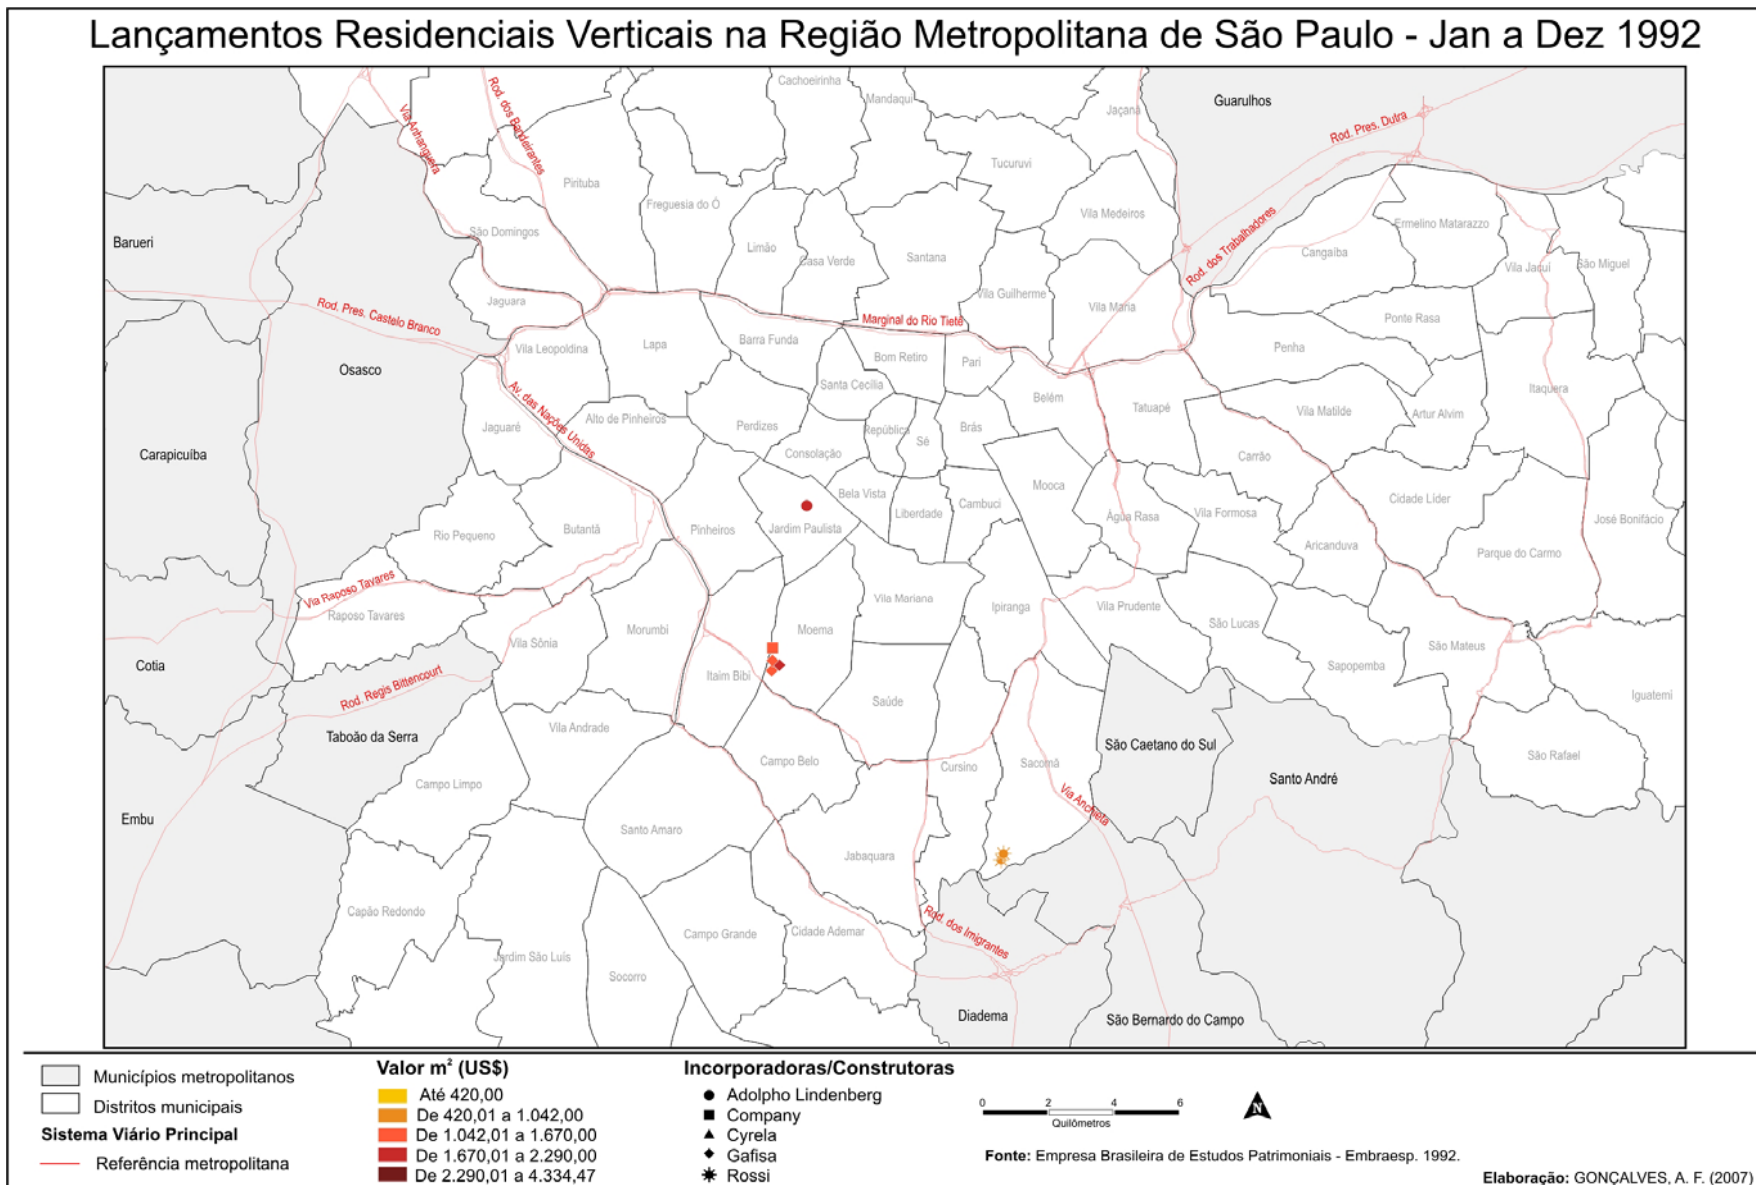 Lançamentos Residenciais Verticais na Região Metropolitana de São Paulo - Jan a Dez 1992
Cachoeirinha
Mandaqui
Jaçanã
Guarulhos
Rod. Pres. Dutra
Via Anhanguera
Rod. dos Bandeirantes
Pirituba
Freguesia do Ó
Tucuruvi
Vila Medeiros
Ermelino Matarazzo
Barueri
São Domingos
Limão
Casa Verde
Santana
Rod. dos Trabalhadores
Cangaíba
Vila Jacuí
São Miguel
Jaguara
Vila Guilherme
Vila Maria
Rod. Pres. Castelo Branco
Marginal do Rio Tietê
Ponte Rasa
Vila Leopoldina
Lapa
Barra Funda
Bom Retiro
Pari
Penha
Osasco
Santa Cecília
Belém
Tatuapé
Itaquera
Av. das Nações Unidas
Alto de Pinheiros
Jaguaré
Perdizes
República
Sé
Brás
Vila Matilde
Artur Alvim
Carapicuíba
Consolação
Carrão
Mooca
Bela Vista
Liberdade
Cambuci
Cidade Líder
Rio Pequeno
Butantã
Pinheiros
Jardim Paulista
Água Rasa
Vila Formosa
José Bonifácio
Aricanduva
Parque do Carmo
Via Raposo Tavares
Raposo Tavares
Vila Mariana
Ipiranga
Vila Prudente
Vila Sônia
Morumbi
Moema
São Lucas
São Mateus
Cotia
Itaim Bibi
Sapopemba
Rod. Regis Bittencourt
Saúde
Iguatemi
Taboão da Serra
Vila Andrade
São Caetano do Sul
Campo Belo
Cursino
Sacomã
Santo André
São Rafael
Campo Limpo
Via Anchieta
Embu
Santo Amaro
Jabaquara
Capão Redondo
Rod. dos Imigrantes
Campo Grande
Cidade Ademar
Jardim São Luís
Socorro
Diadema
São Bernardo do Campo
Municípios metropolitanos
Distritos municipais
Sistema Viário Principal
Referência metropolitana
Valor m² (US$)
Até 420,00
De 420,01 a 1.042,00
De 1.042,01 a 1.670,00
De 1.670,01 a 2.290,00
De 2.290,01 a 4.334,47
Incorporadoras/Construtoras
Adolpho Lindenberg
Company
Cyrela
Gafisa
Rossi
0 2 4 6
Quilômetros
N
Fonte: Empresa Brasileira de Estudos Patrimoniais - Embraesp. 1992.
Elaboração: GONÇALVES, A. F. (2007)